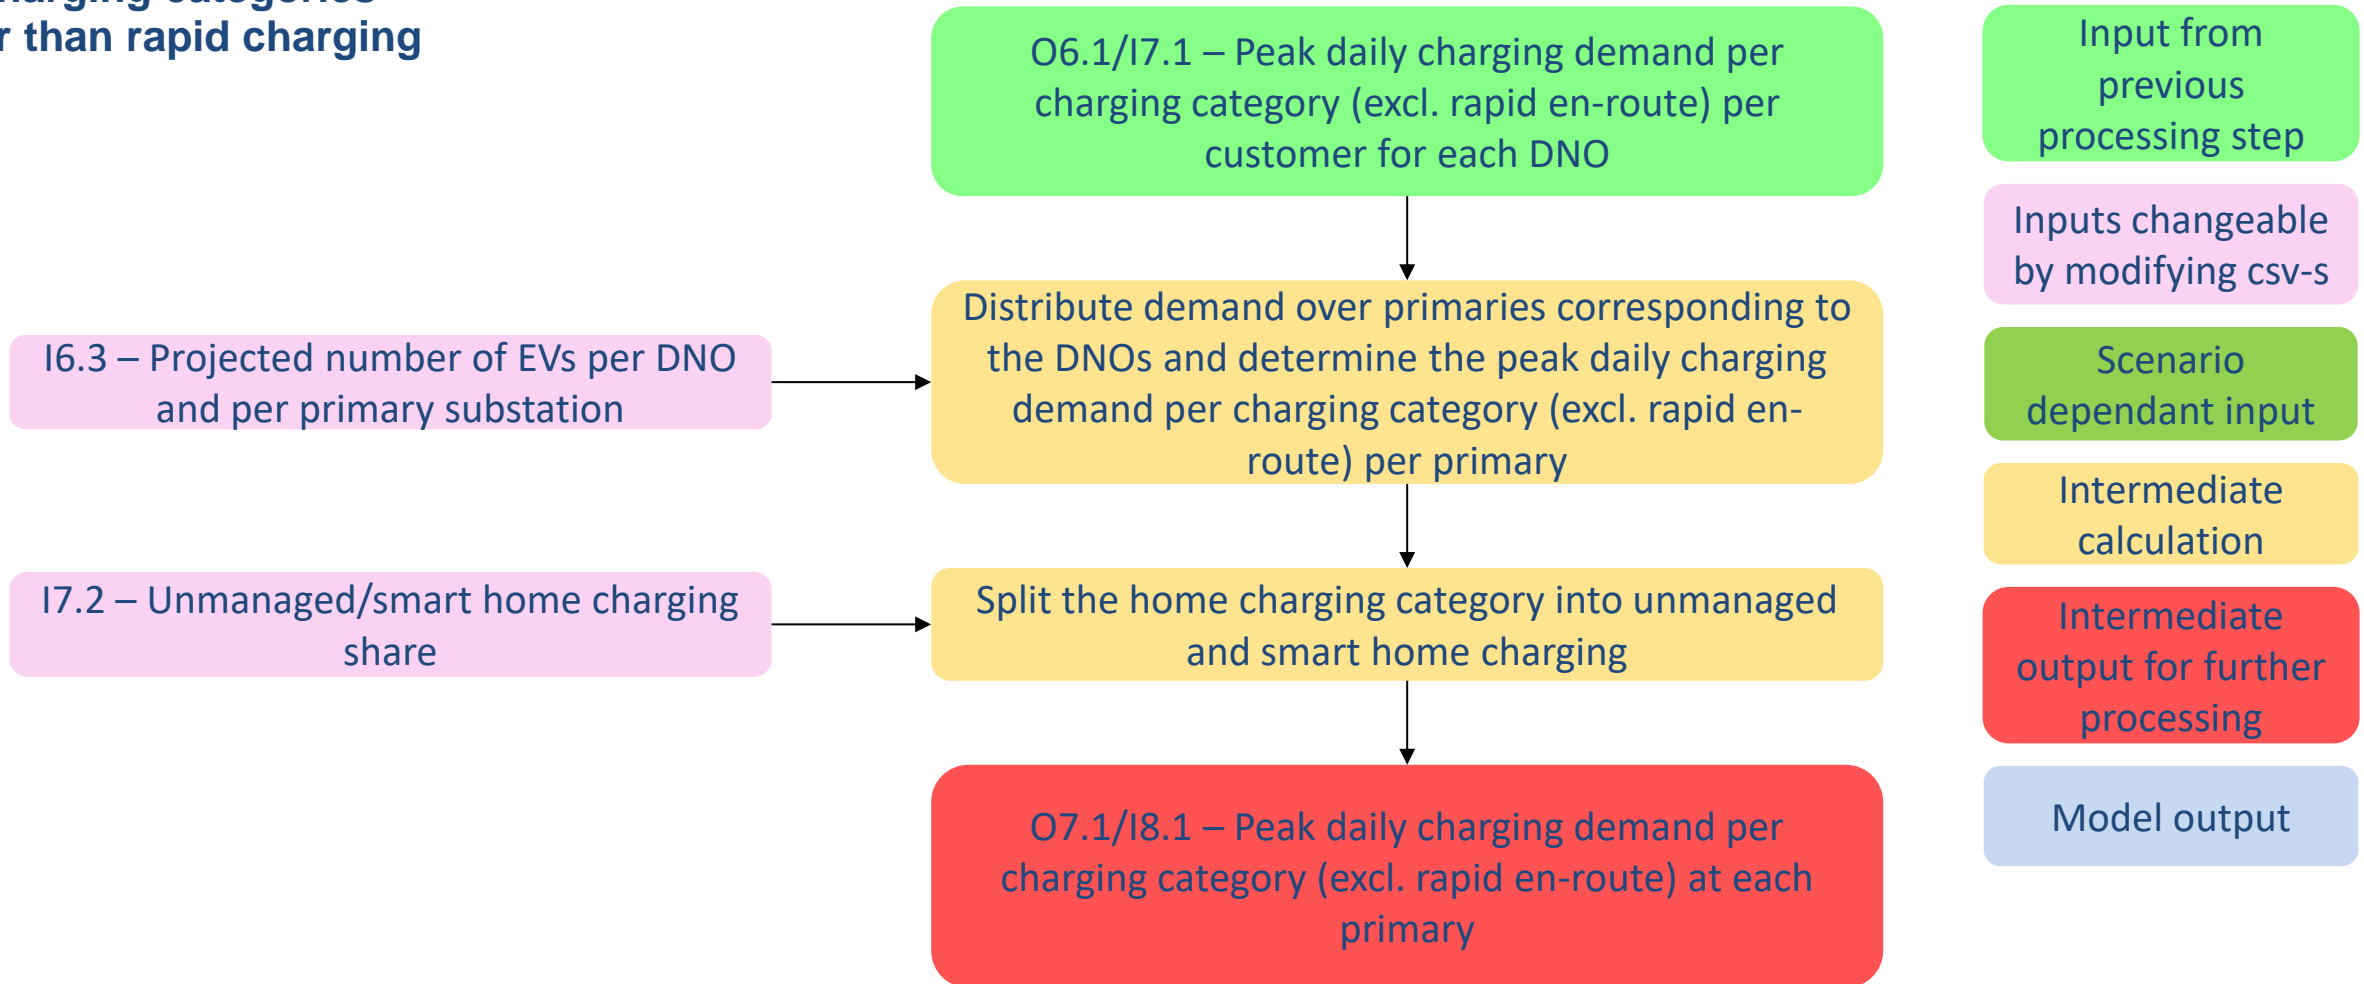 r than rapid charging
O6.1/I7.1 – Peak daily charging demand per
charging category (excl. rapid en-route) per
customer for each DNO
I6.3 – Projected number of EVs per DNO
and per primary substation
Distribute demand over primaries corresponding to
the DNOs and determine the peak daily charging
demand per charging category (excl. rapid en-
route) per primary
I7.2 – Unmanaged/smart home charging
share
Split the home charging category into unmanaged
and smart home charging
O7.1/I8.1 – Peak daily charging demand per
charging category (excl. rapid en-route) at each
primary
Input from
previous
processing step
Inputs changeable
by modifying csv-s
Scenario
dependant input
Intermediate
calculation
Intermediate
output for further
processing
Model output